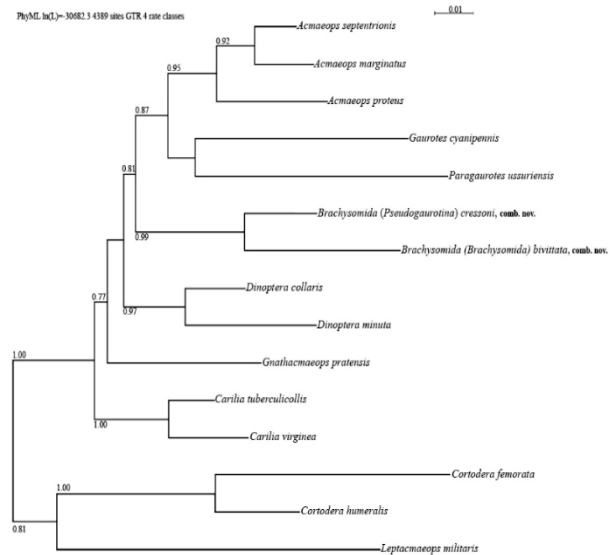 PhyML ln(L)=-30682.3 4389 sites GTR 4 rate classes
0.01
Acmaeops septentrionis
0.92
Acmaeops marginatus
0.95
Acmaeops proteus
0.87
Gaurotes cyanipennis
0.81
Paragaurotes ussuriensis
Brachysomida (Pseudogaurotina) cressoni, comb. nov.
0.99
Brachysomida (Brachysomida) bivittata, comb. nov.
Dinoptera collaris
0.77
0.97
Dinoptera minuta
1.00
Gnathacmaeops pratensis
Carilia tuberculicollis
1.00
Carilia virginea
Cortodera femorata
1.00
Cortodera humeralis
0.81
Leptacmaeops militaris